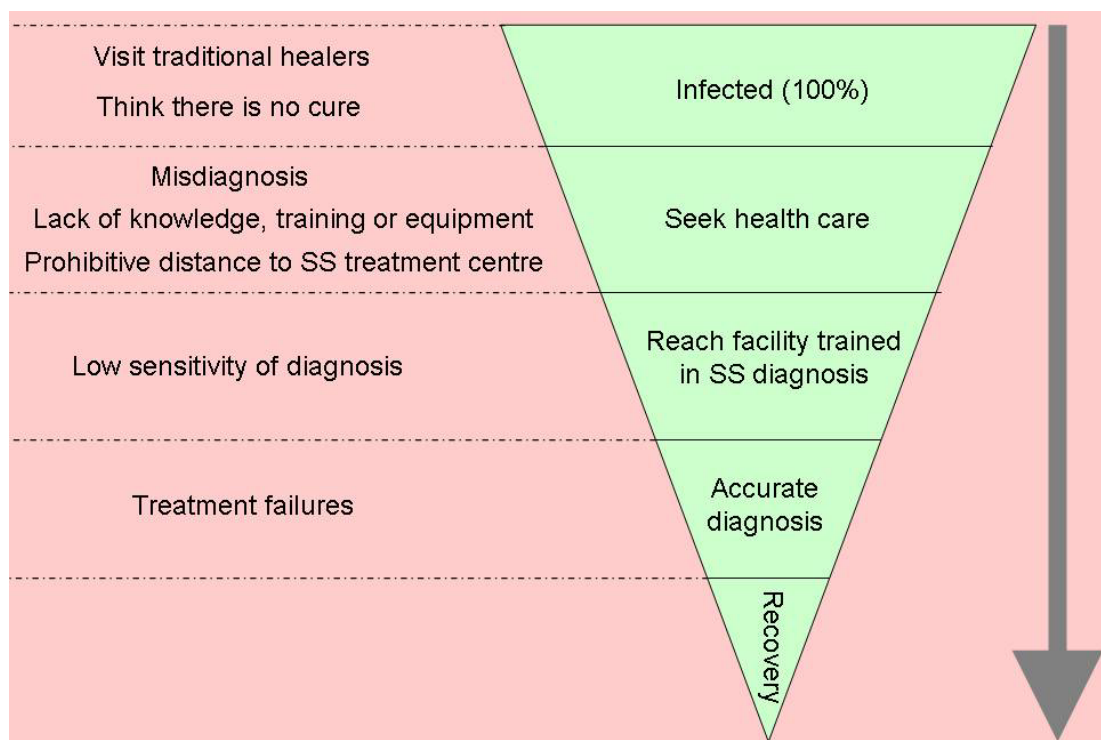 Visit traditional healers
Think there is no cure
Infected (100%)
Misdiagnosis
Lack of knowledge, training or equipment
Prohibitive distance to SS treatment centre
Seek health care
Low sensitivity of diagnosis
Reach facility trained
in SS diagnosis
Treatment failures
Accurate
diagnosis
Recovery